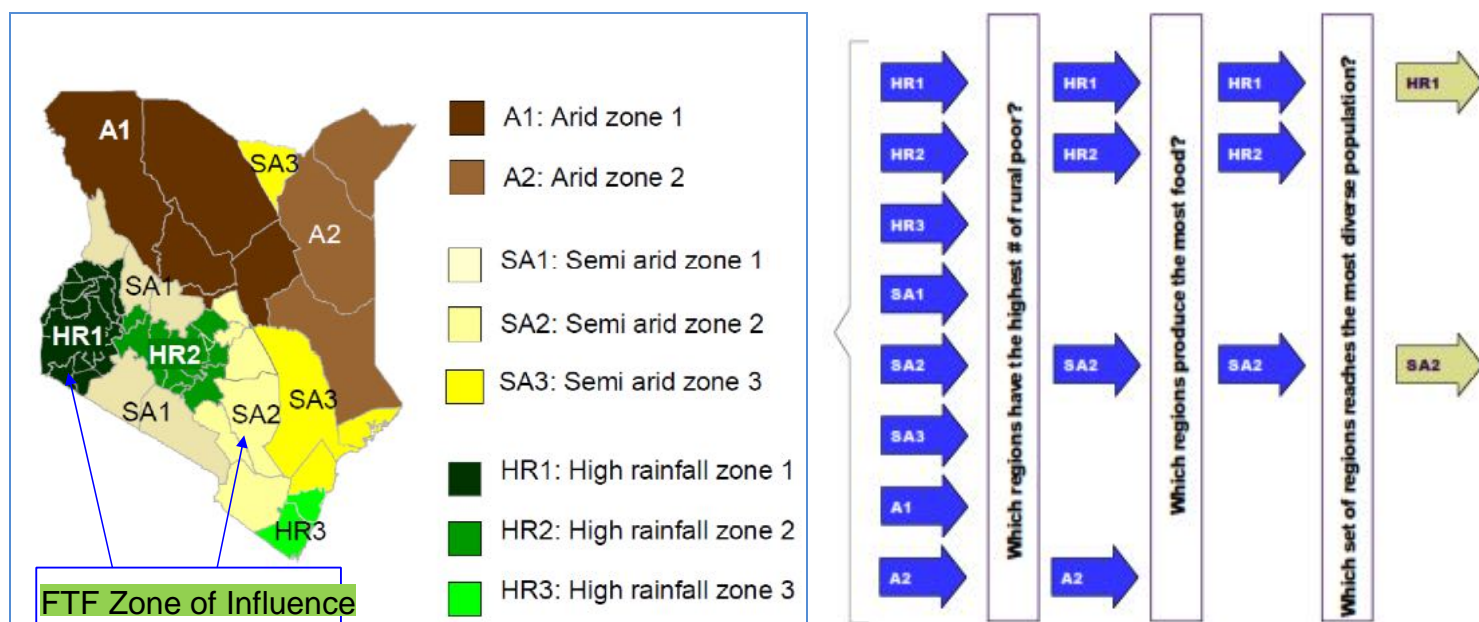 A1
SA3
A2
SA1
HR1
HR2
SA1
SA2
SA3
HR3
FTF Zone of Influence
A1: Arid zone 1
A2: Arid zone 2
SA1: Semi arid zone 1
SA2: Semi arid zone 2
SA3: Semi arid zone 3
HR1: High rainfall zone 1
HR2: High rainfall zone 2
HR3: High rainfall zone 3
HR1
HR2
HR3
SA1
SA2
SA3
A1
A2
Which regions have the highest # of rural poor?
HR1
HR2
SA2
A2
Which regions produce the most food?
HR1
HR2
SA2
Which set of regions reaches the most diverse population?
HR1
SA2